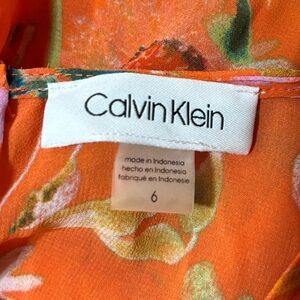 Calvin Klein
made in Indonesia
hecho en Indonesia
fabriqué en Indonésie
6